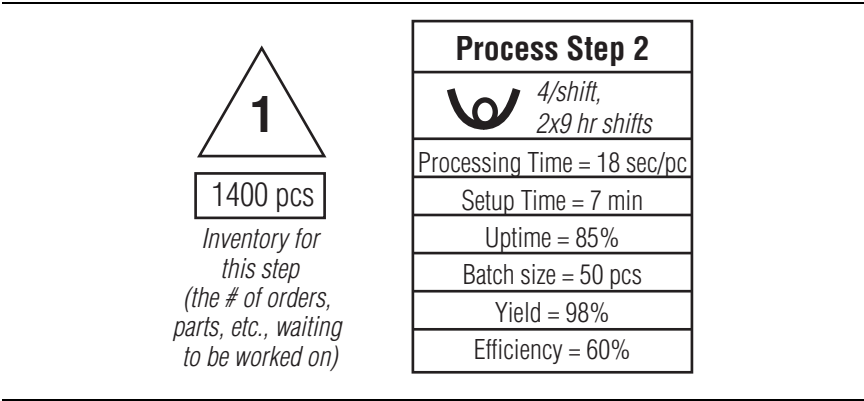 1
1400 pcs
Inventory for
this step
(the # of orders,
parts, etc., waiting
to be worked on)
Process Step 2
4/shift,
2x9 hr shifts
Processing Time = 18 sec/pc
Setup Time = 7 min
Uptime = 85%
Batch size = 50 pcs
Yield = 98%
Efficiency = 60%